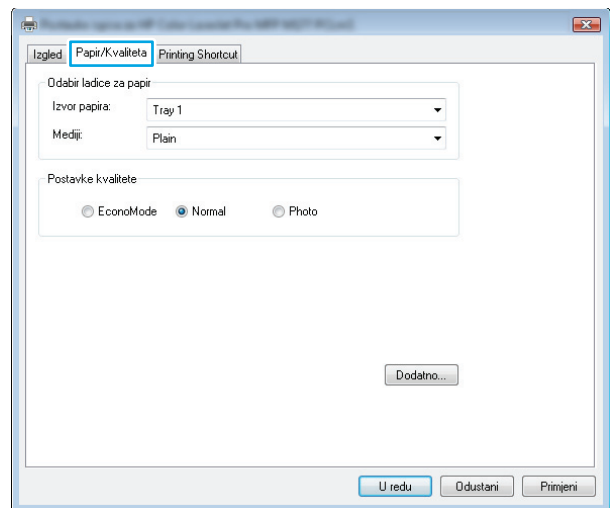 Izgled Papir/Kvaliteta Printing Shortcut
Odabir ladice za papir
Izvor papira: Tray 1
Mediji: Plain
Postavke kvalitete
EconoMode Normal Photo
Dodatno...
U redu Odustani Primjeni